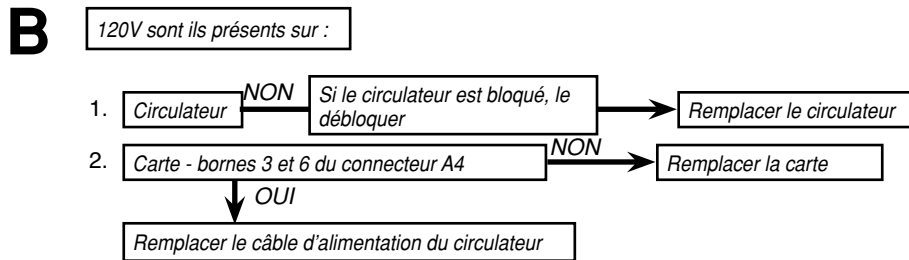 B
120V sont ils présents sur :
1. Circulateur
NON
Si le circulateur est bloqué, le
débloquer
Remplacer le circulateur
2. Carte - bornes 3 et 6 du connecteur A4
NON
Remplacer la carte
OUI
Remplacer le câble d'alimentation du circulateur